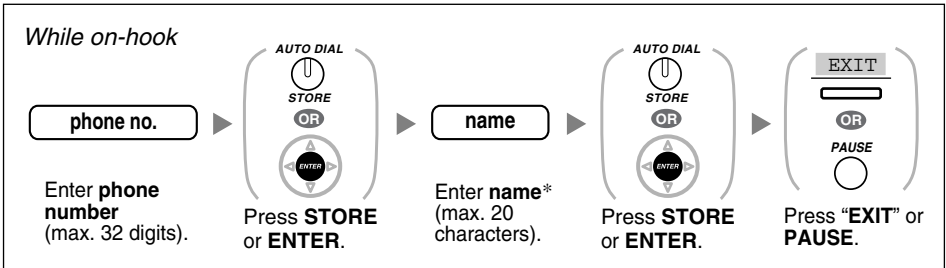 While on-hook
phone no.
Enter phone
number
(max. 32 digits).
AUTO DIAL
STORE
OR
ENTER
Press STORE
or ENTER.
name
Enter name*
(max. 20
characters).
AUTO DIAL
STORE
OR
ENTER
Press STORE
or ENTER.
EXIT
OR
PAUSE
Press “EXIT” or
PAUSE.